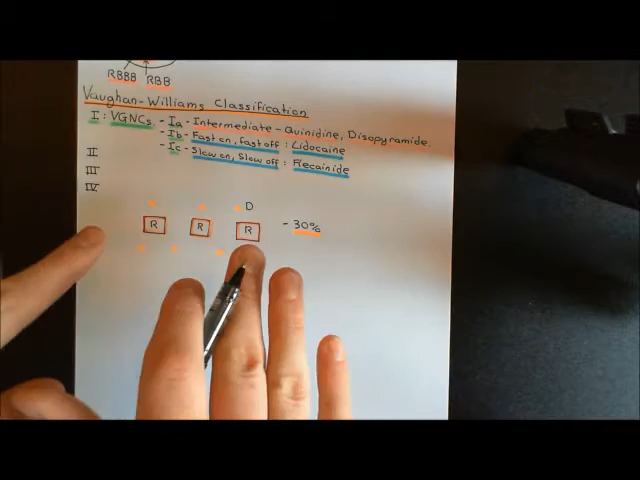 RBBB RBB
Vaughan-Williams Classification
I : VGNCs - Ia - Intermediate - Quinidine, Disopyramide.
- Ib - Fast on, fast off : Lidocaine
- Ic - Slow on, slow off : Flecainide
II
III
IV
D
R R R - 30%